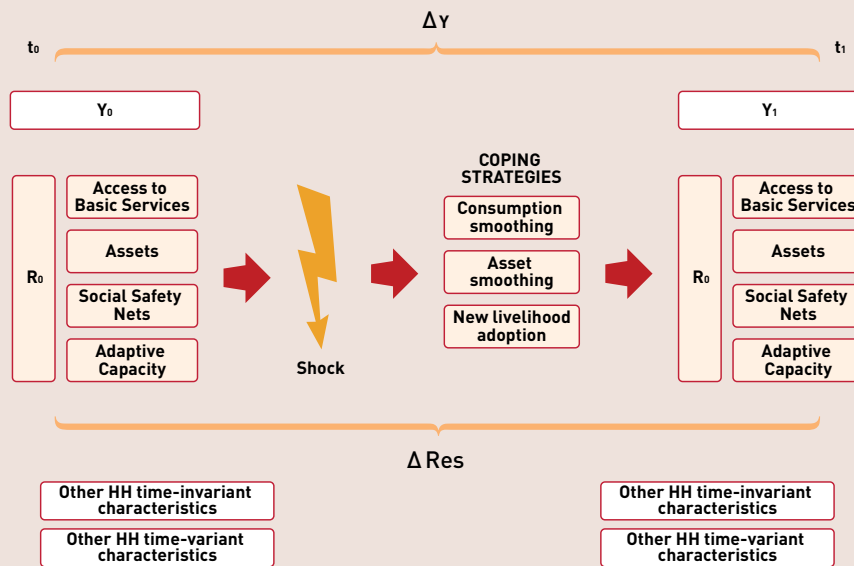 ΔY
t0
t1
Y0
Y1
R0
Access to
Basic Services
Assets
Social Safety
Nets
Adaptive
Capacity
Shock
COPING
STRATEGIES
Consumption
smoothing
Asset
smoothing
New livelihood
adoption
R0
Access to
Basic Services
Assets
Social Safety
Nets
Adaptive
Capacity
Δ Res
Other HH time-invariant
characteristics
Other HH time-variant
characteristics
Other HH time-invariant
characteristics
Other HH time-variant
characteristics